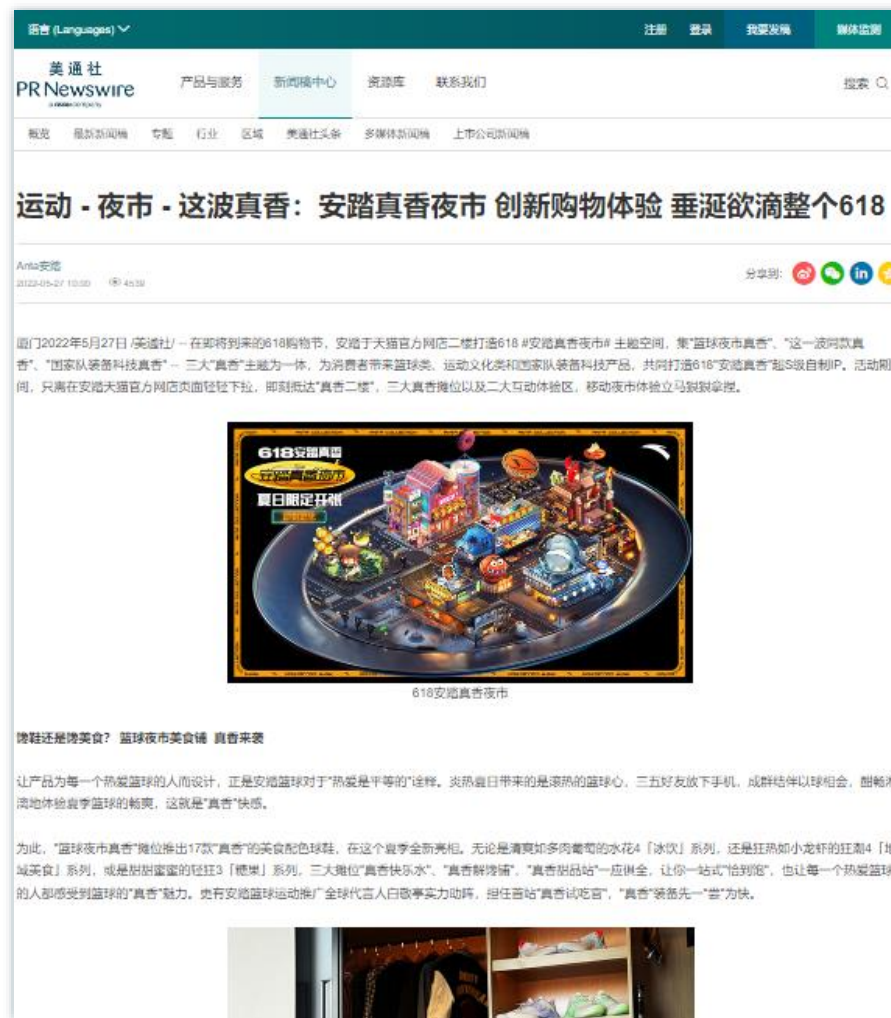 语言 (Languages)
注册 登录 我要发稿 媒体监测
美通社
PR Newswire
产品与服务 新闻稿中心 资源库 联系我们
搜索
概览 最新新闻稿 专题 行业 区域 美通社头条 多媒体新闻稿 上市公司新闻稿
运动 - 夜市 - 这波真香：安踏真香夜市 创新购物体验 垂涎欲滴整个618
Anta安踏
2022-05-27 10:00 4539
分享到:
厦门2022年5月27日 /美通社/ -- 在即将到来的618购物节，安踏于天猫官方网店二楼打造618 #安踏真香夜市# 主题空间，集"篮球夜市真香"、"这一波同款真
香"、"国家队装备科技真香" -- 三大"真香"主题为一体，为消费者带来篮球类、运动文化类和国家队装备科技产品，共同打造618"安踏真香"超S级自制IP。活动期
间，只需在安踏天猫官方网店页面轻轻下拉，即刻抵达"真香二楼"，三大真香摊位以及二大互动体验区，移动夜市体验立马狠狠拿捏。
618安踏真香
安踏真香夜市
夏日限定开张
618安踏真香夜市
馋鞋还是馋美食？ 篮球夜市美食铺 真香来袭
让产品为每一个热爱篮球的人而设计，正是安踏篮球对于"热爱是平等的"诠释。炎热夏日带来的是滚热的篮球心，三五好友放下手机，成群结伴以球相会，酣畅淋
漓地体验夏季篮球的畅爽，这就是"真香"快感。
为此，"篮球夜市真香"摊位推出17款"真香"的美食配色球鞋，在这个夏季全新亮相。无论是清爽如多肉葡萄的水花4「冰饮」系列，还是狂热如小龙虾的狂潮4「地
域美食」系列，或是甜甜蜜蜜的轻狂3「糖果」系列，三大摊位"真香快乐水"、"真香解馋铺"、"真香甜品站"一应俱全，让你一站式"恰到饱"，也让每一个热爱篮球
的人都感受到篮球的"真香"魅力。更有安踏篮球运动推广全球代言人白敬亭实力助阵，担任首站"真香试吃官"，"真香"装备先一"尝"为快。